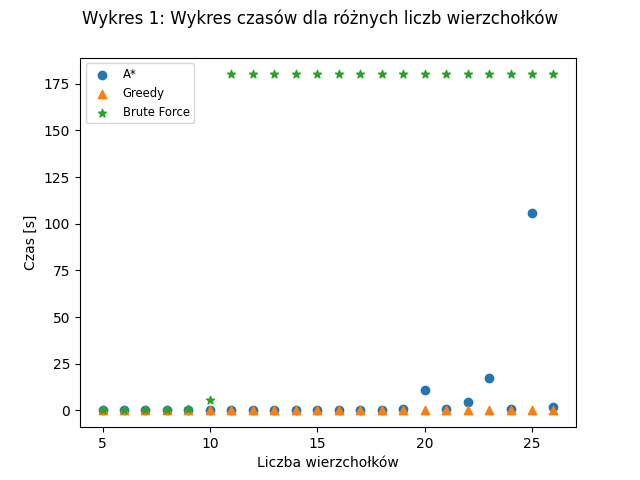 Wykres 1: Wykres czasów dla różnych liczb wierzchołków
A*
Greedy
Brute Force
Czas [s]
175
150
125
100
75
50
25
0
5 10 15 20 25
Liczba wierzchołków